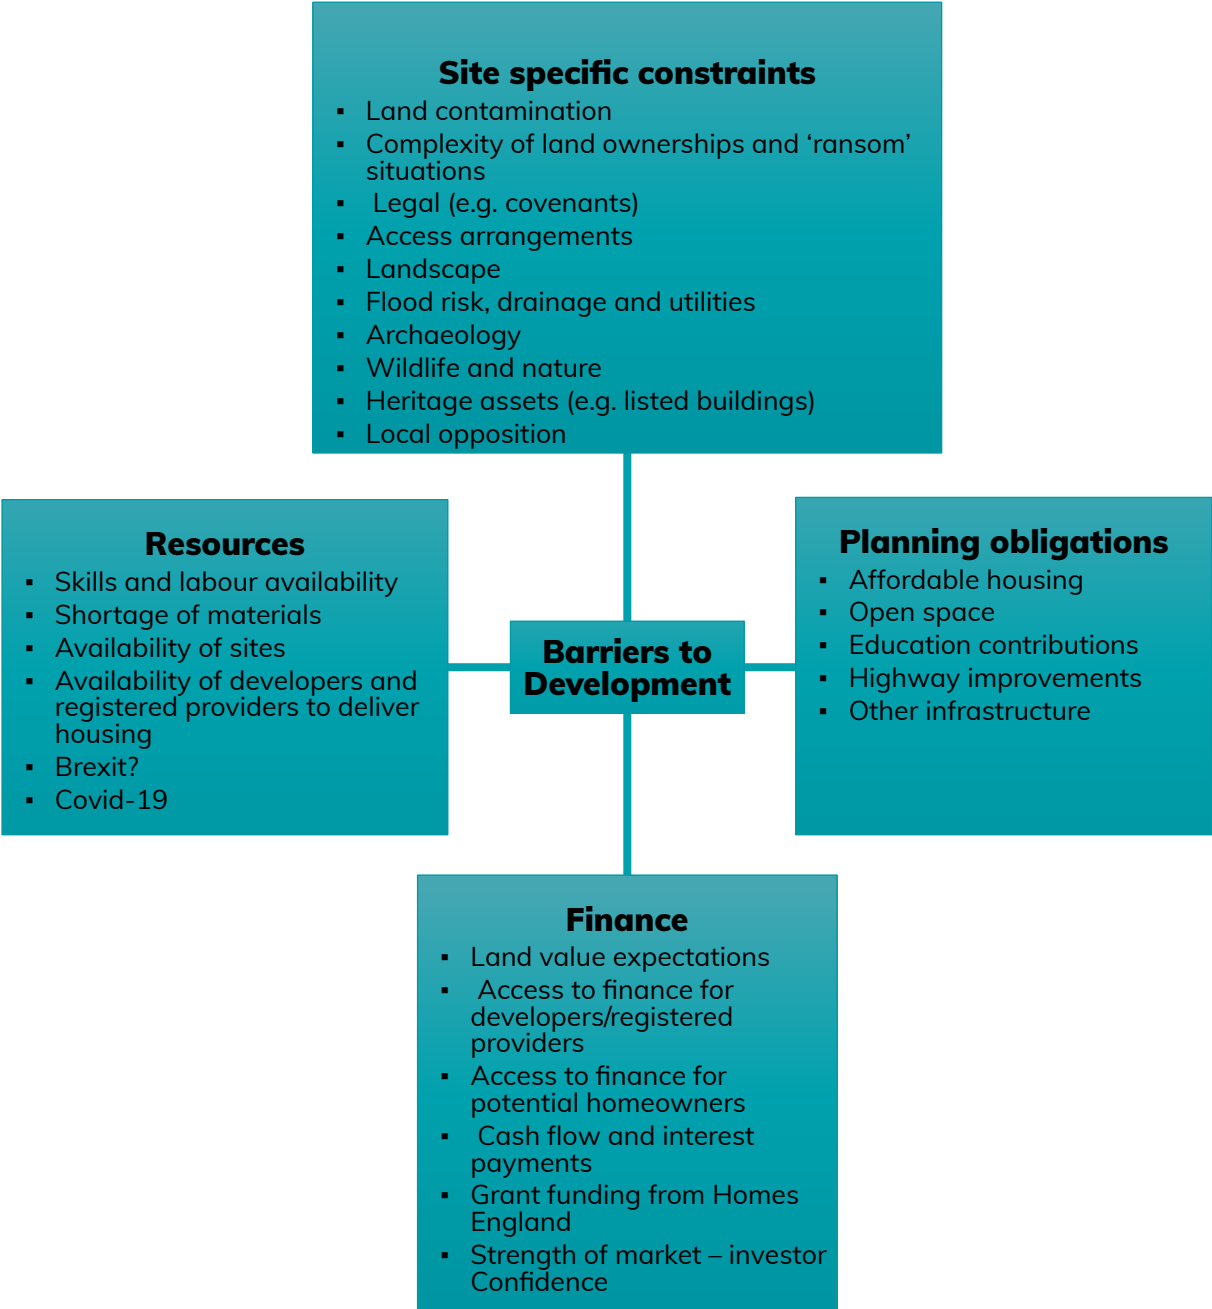 Site specific constraints
▪ Land contamination
▪ Complexity of land ownerships and ‘ransom’
situations
▪ Legal (e.g. covenants)
▪ Access arrangements
▪ Landscape
▪ Flood risk, drainage and utilities
▪ Archaeology
▪ Wildlife and nature
▪ Heritage assets (e.g. listed buildings)
▪ Local opposition
Resources
▪ Skills and labour availability
▪ Shortage of materials
▪ Availability of sites
▪ Availability of developers and
registered providers to deliver
housing
▪ Brexit?
▪ Covid-19
Barriers to
Development
Planning obligations
▪ Affordable housing
▪ Open space
▪ Education contributions
▪ Highway improvements
▪ Other infrastructure
Finance
▪ Land value expectations
▪ Access to finance for
developers/registered
providers
▪ Access to finance for
potential homeowners
▪ Cash flow and interest
payments
▪ Grant funding from Homes
England
▪ Strength of market – investor
Confidence